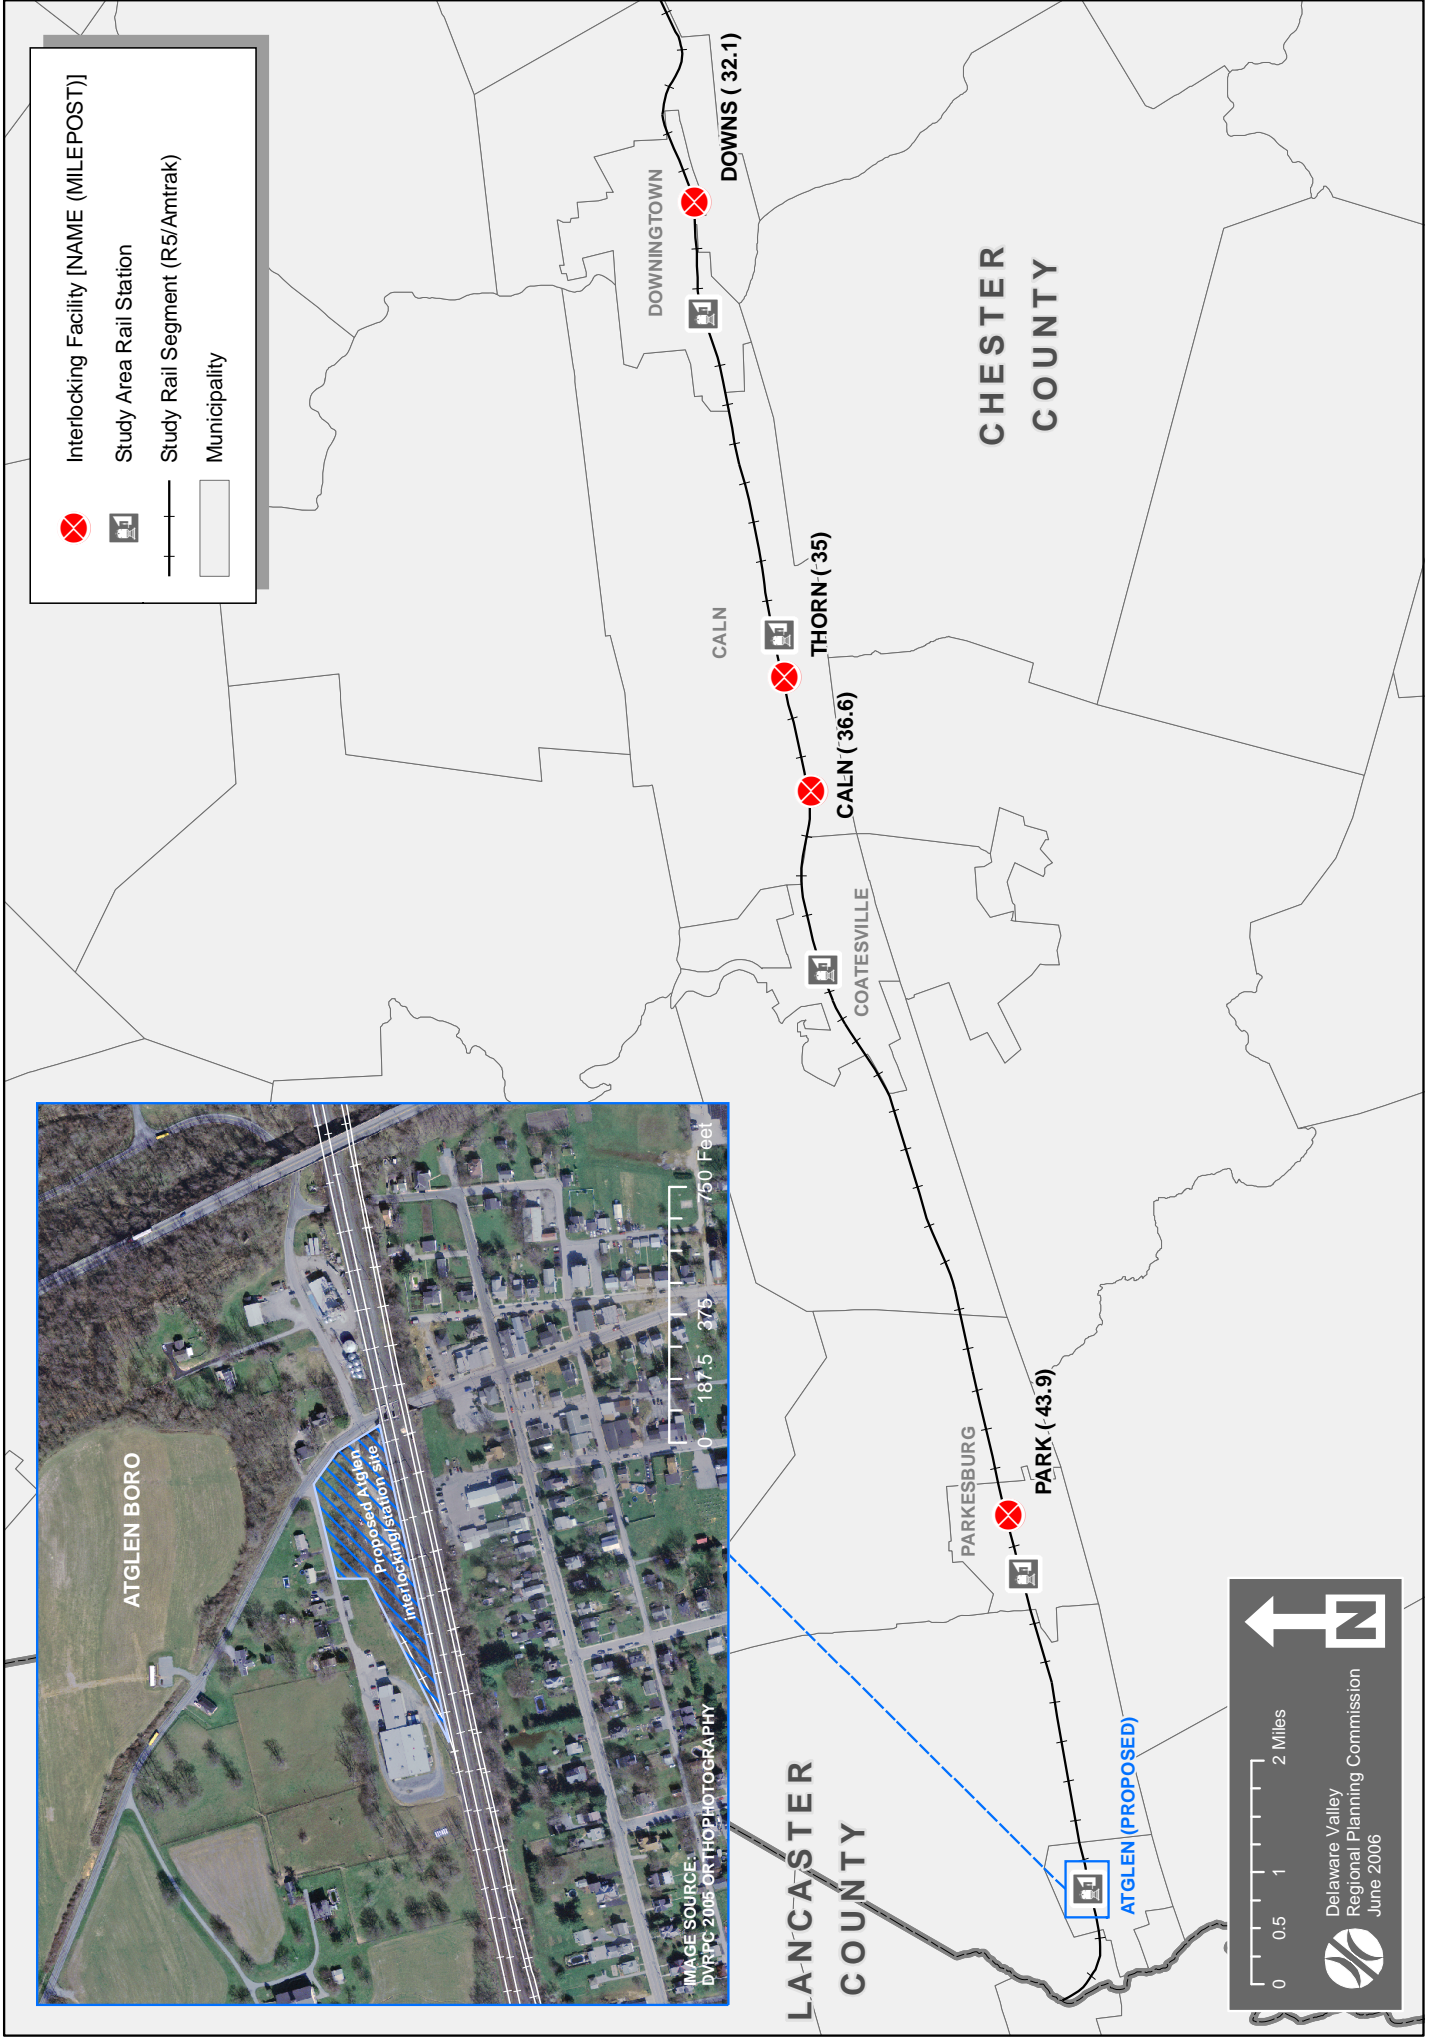 Interlocking Facility [NAME (MILEPOST)]
Study Area Rail Station
Study Rail Segment (R5/Amtrak)
Municipality
ATGLEN BORO
Proposed Atglen
interlocking/station site
0 187.5 375 750 Feet
IMAGE SOURCE:
DVRPC 2005 ORTHOPHOTOGRAPHY
DOWNINGTOWN
DOWNS ( 32.1)
CALN
THORN ( 35)
CALN ( 36.6)
COATESVILLE
CHESTER
COUNTY
PARKESBURG
PARK ( 43.9)
LANCASTER
COUNTY
ATGLEN (PROPOSED)
0 0.5 1 2 Miles
Delaware Valley
Regional Planning Commission
June 2006
N